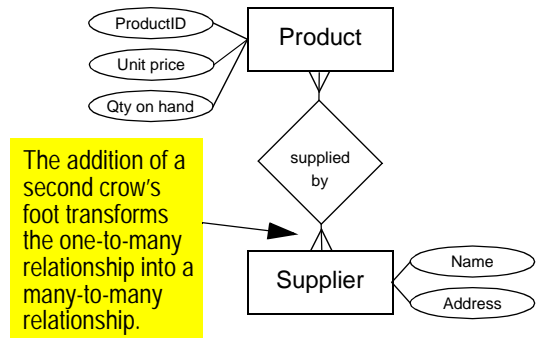 ProductID
Unit price
Qty on hand
Product
supplied
by
The addition of a
second crow's
foot transforms
the one-to-many
relationship into a
many-to-many
relationship.
Supplier
Name
Address